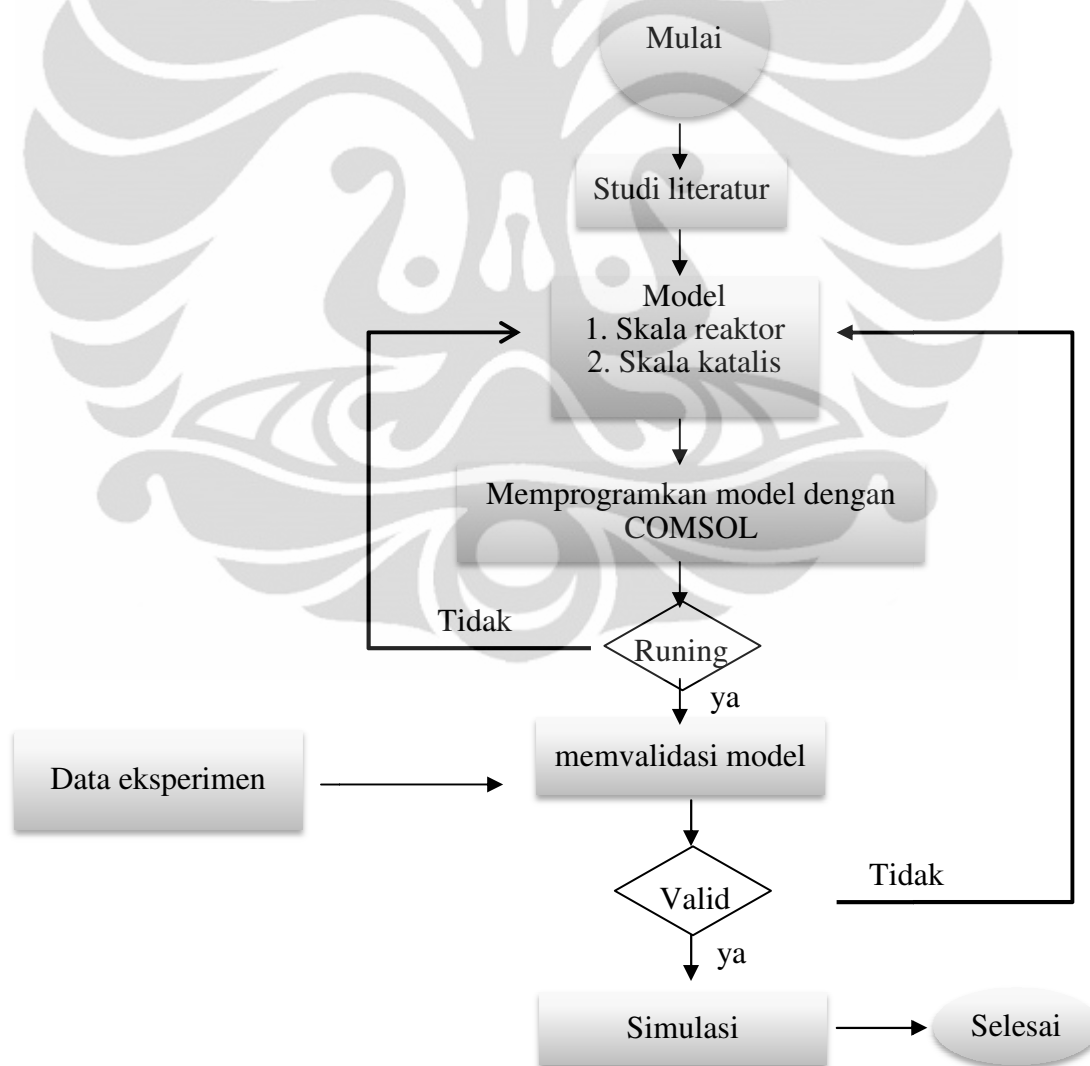 Mulai
Studi literatur
Model
1. Skala reaktor
2. Skala katalis
Memprogramkan model dengan
COMSOL
Tidak
Runing
ya
memvalidasi model
Data eksperimen
Tidak
Valid
ya
Simulasi
Selesai